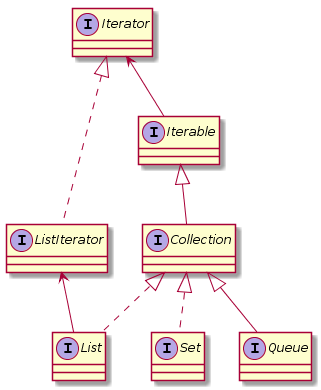 I Iterator
I Iterable
I ListIterator
I Collection
I List
I Set
I Queue